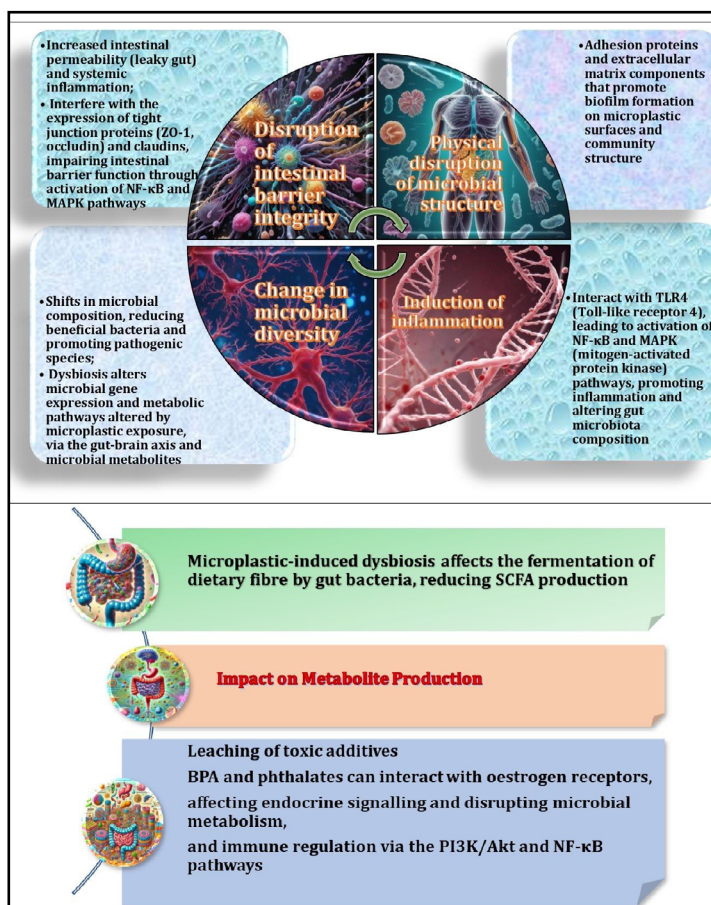 •Increased intestinal
permeability (leaky gut)
and systemic
inflammation;
• Interfere with the
expression of tight
junction proteins (ZO-1,
occludin) and claudins,
impairing intestinal
barrier function through
activation of NF-κB and
MAPK pathways
Disruption
of
intestinal
barrier
integrity
Physical
disruption
of microbial
structure
•Adhesion proteins
and extracellular
matrix components
that promote
biofilm formation
on microplastic
surfaces and
community
structure
•Shifts in microbial
composition, reducing
beneficial bacteria and
promoting pathogenic
species;
• Dysbiosis alters
microbial gene
expression and metabolic
pathways altered by
microplastic exposure,
via the gut-brain axis and
microbial metabolites
Change in
microbial
diversity
Induction of
inflammation
•Interact with TLR4
(Toll-like receptor 4),
leading to activation of
NF-κB and MAPK
(mitogen-activated
protein kinase)
pathways, promoting
inflammation and
altering gut
microbiota
composition
Microplastic-induced dysbiosis affects the fermentation of
dietary fibre by gut bacteria, reducing SCFA production
Impact on Metabolite Production
Leaching of toxic additives
BPA and phthalates can interact with oestrogen receptors,
affecting endocrine signalling and disrupting microbial
metabolism,
and immune regulation via the PI3K/Akt and NF-κB
pathways